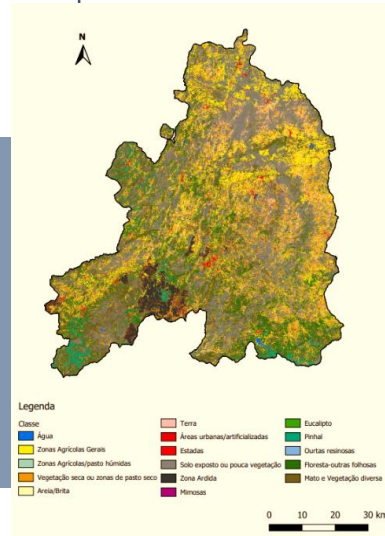 N
Legenda
Classe
Água
Zonas Agrícolas Gerais
Zonas Agrícolas/pasto húmidas
Vegetação seca ou zonas de pasto seco
Areia/Brita
Terra
Áreas urbanas/artificializadas
Estadas
Solo exposto ou pouca vegetação
Zona Ardida
Mimosas
Eucalipto
Pinhal
Ourtas resinosas
Floresta-outras folhosas
Mato e Vegetação diversa
0 10 20 30 km